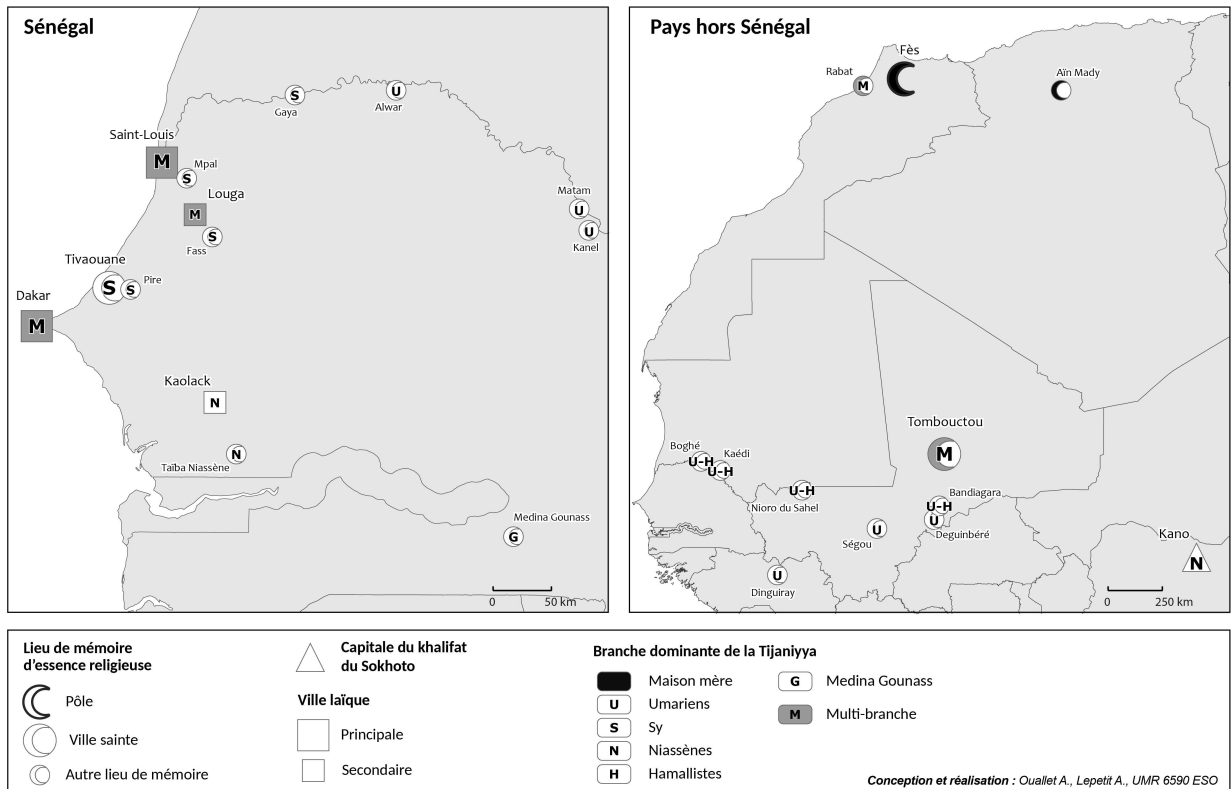 Sénégal
Gaya
S
Alwar
U
Saint-Louis
M
Mpal
S
Louga
M
Fass
S
Matam
U
Kanel
U
Tivaouane
S
Pire
S
Dakar
M
Kaolack
N
Taïba Niassène
N
Medina Gounass
G
0 50 km
Pays hors Sénégal
Fès
Rabat
M
Aïn Mady
Tombouctou
M
Boghé
U-H
Kaédi
U-H
Nioro du Sahel
U-H
Bandiagara
U-H
Deguinbéré
U
Ségou
U
Dinguiray
U
Kano
N
0 250 km
Lieu de mémoire
d'essence religieuse
Pôle
Ville sainte
Autre lieu de mémoire
Capitale du khalifat
du Sokhoto
Ville laïque
Principale
Secondaire
Branche dominante de la Tijaniyya
Maison mère
U Umariens
S Sy
N Niassènes
H Hamallistes
G Medina Gounass
M Multi-branche
Conception et réalisation : Ouallet A., Lepetit A., UMR 6590 ESO